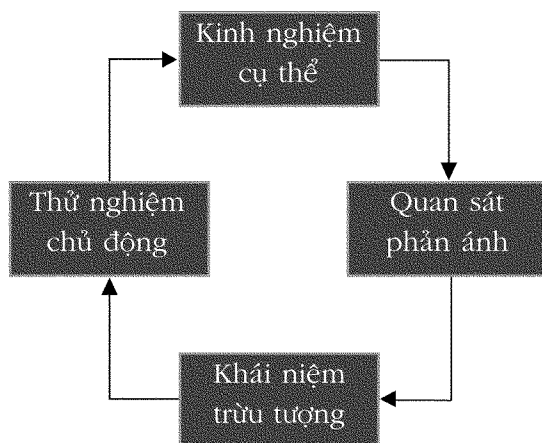 Kinh nghiệm
cụ thể
Thử nghiệm
chủ động
Quan sát
phản ánh
Khái niệm
trừu tượng